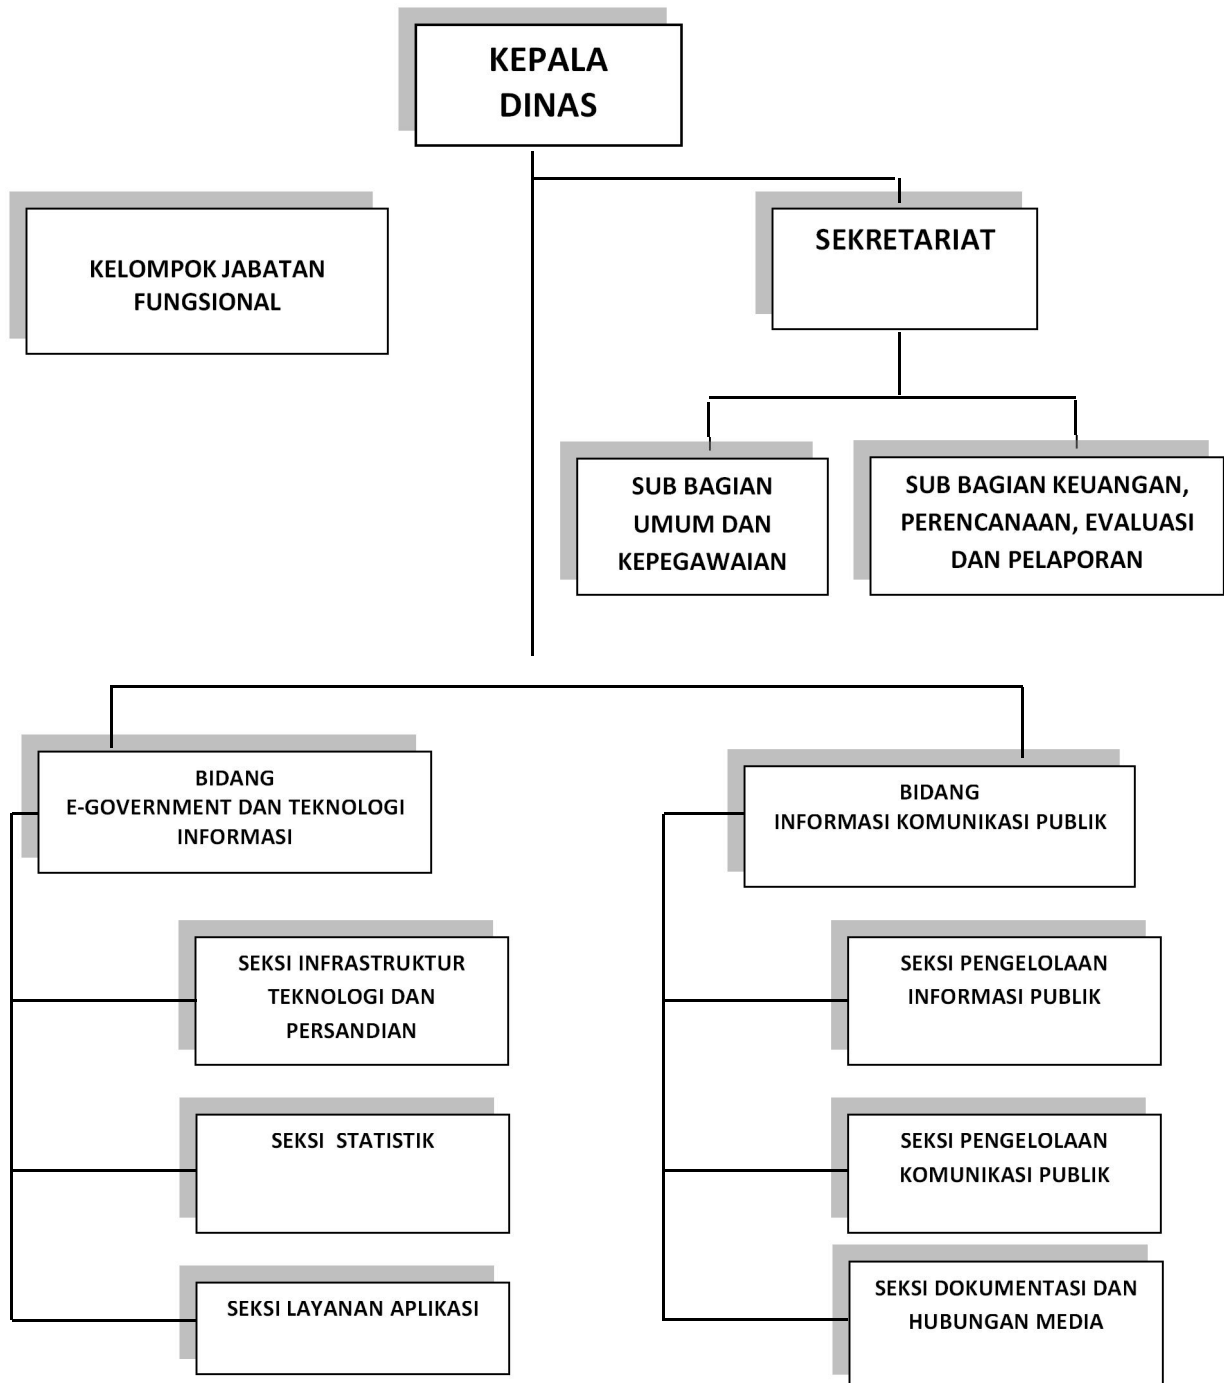 KEPALA
DINAS
KELOMPOK JABATAN
FUNGSIONAL
SEKRETARIAT
SUB BAGIAN
UMUM DAN
KEPEGAWAIAN
SUB BAGIAN KEUANGAN,
PERENCANAAN, EVALUASI
DAN PELAPORAN
BIDANG
E-GOVERNMENT DAN TEKNOLOGI
INFORMASI
BIDANG
INFORMASI KOMUNIKASI PUBLIK
SEKSI INFRASTRUKTUR
TEKNOLOGI DAN
PERSANDIAN
SEKSI PENGELOLAAN
INFORMASI PUBLIK
SEKSI  STATISTIK
SEKSI PENGELOLAAN
KOMUNIKASI PUBLIK
SEKSI LAYANAN APLIKASI
SEKSI DOKUMENTASI DAN
HUBUNGAN MEDIA